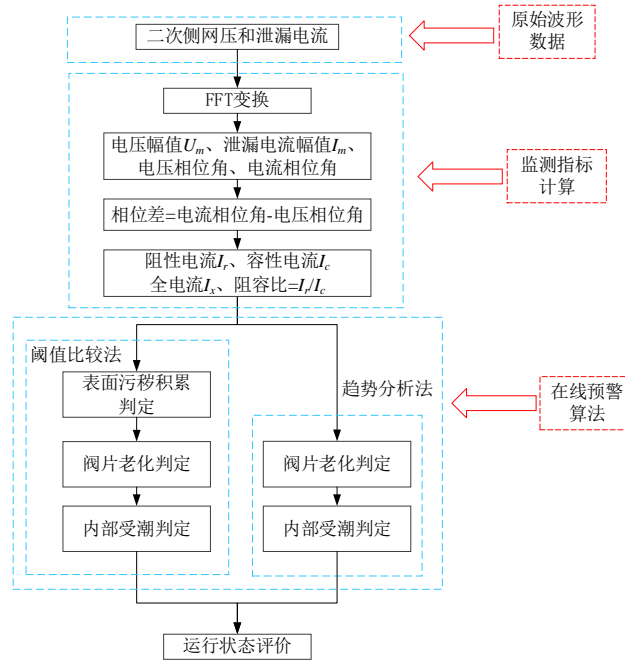 二次侧网压和泄漏电流
原始波形
数据
FFT变换
电压幅值Um、泄漏电流幅值Im、
电压相位角、电流相位角
监测指标
计算
相位差=电流相位角-电压相位角
阻性电流Ir、容性电流Ic
全电流Ix、阻容比=Ir/Ic
阈值比较法
表面污秽积累
判定
阀片老化判定
内部受潮判定
趋势分析法
阀片老化判定
内部受潮判定
在线预警
算法
运行状态评价